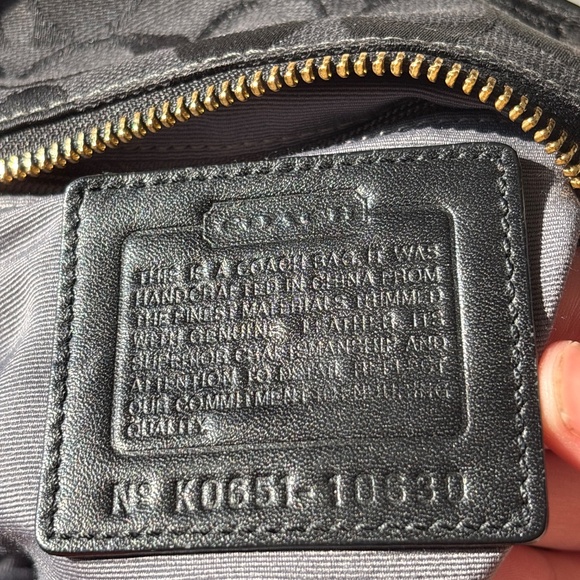 COACH
THIS IS A COACH BAG. IT WAS
HANDCRAFTED IN CHINA FROM
THE FINEST MATERIALS TRIMMED
WITH GENUINE LEATHER. ITS
SUPERIOR CRAFTSMANSHIP AND
ATTENTION TO DETAIL REFLECT
OUR COMMITMENT TO ENDURING
QUALITY.
Nº K0651-10630